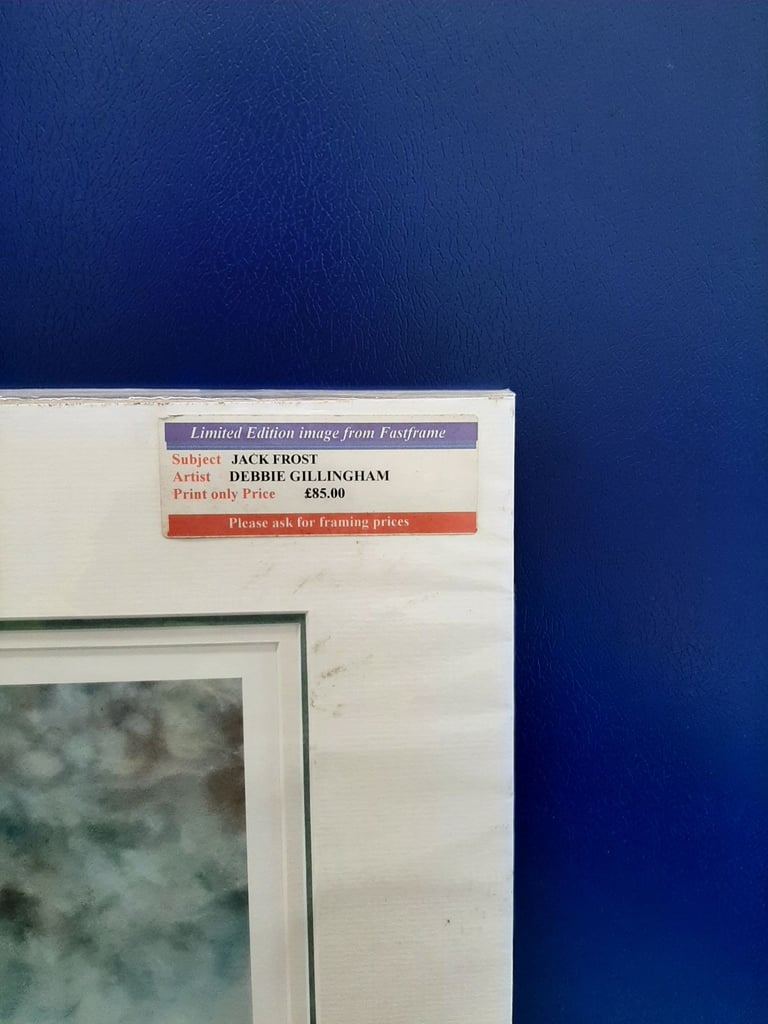 Limited Edition image from Fastframe
Subject JACK FROST
Artist DEBBIE GILLINGHAM
Print only Price £85.00
Please ask for framing prices